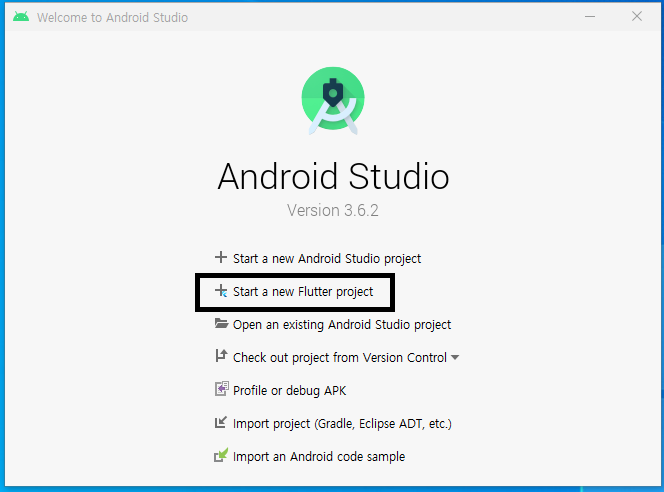 Welcome to Android Studio
Android Studio
Version 3.6.2
Start a new Android Studio project
Start a new Flutter project
Open an existing Android Studio project
Check out project from Version Control
Profile or debug APK
Import project (Gradle, Eclipse ADT, etc.)
Import an Android code sample